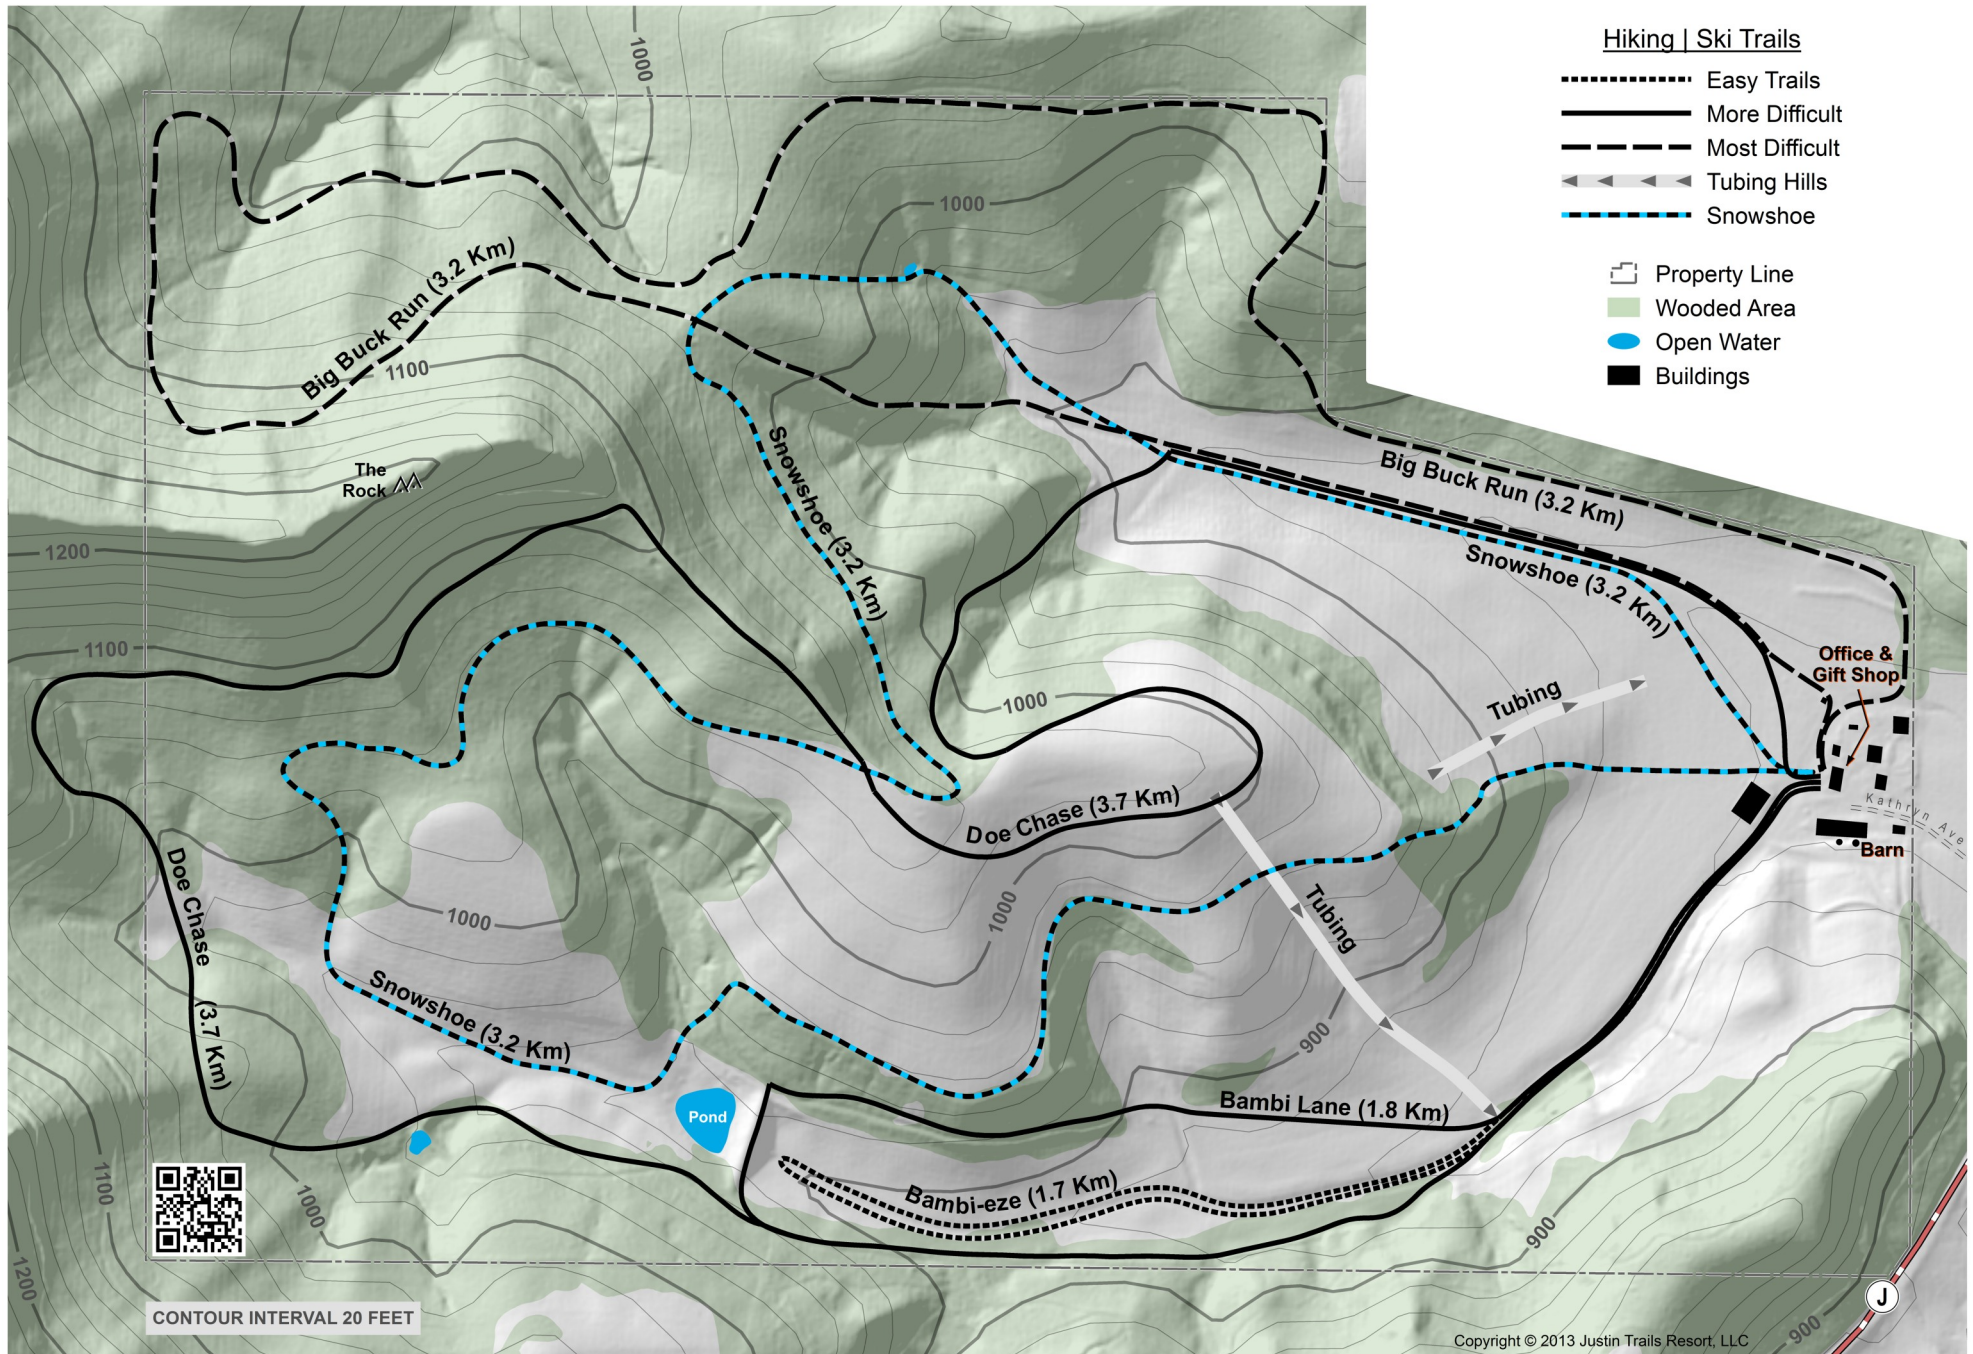 Hiking | Ski Trails
Easy Trails
More Difficult
Most Difficult
Tubing Hills
Snowshoe
Property Line
Wooded Area
Open Water
Buildings
1000
1000
Big Buck Run (3.2 Km)
1100
The
Rock
1200
1100
Snowshoe (3.2 Km)
Big Buck Run (3.2 Km)
Snowshoe (3.2 Km)
Office &
Gift Shop
Tubing
1000
Kathryn Ave
Barn
Doe Chase (3.7 Km)
Doe Chase (3.7 Km)
1000
1000
Tubing
Snowshoe (3.2 Km)
900
Pond
Bambi Lane (1.8 Km)
Bambi-eze (1.7 Km)
1100
1000
900
1200
J
CONTOUR INTERVAL 20 FEET
900
Copyright © 2013 Justin Trails Resort, LLC